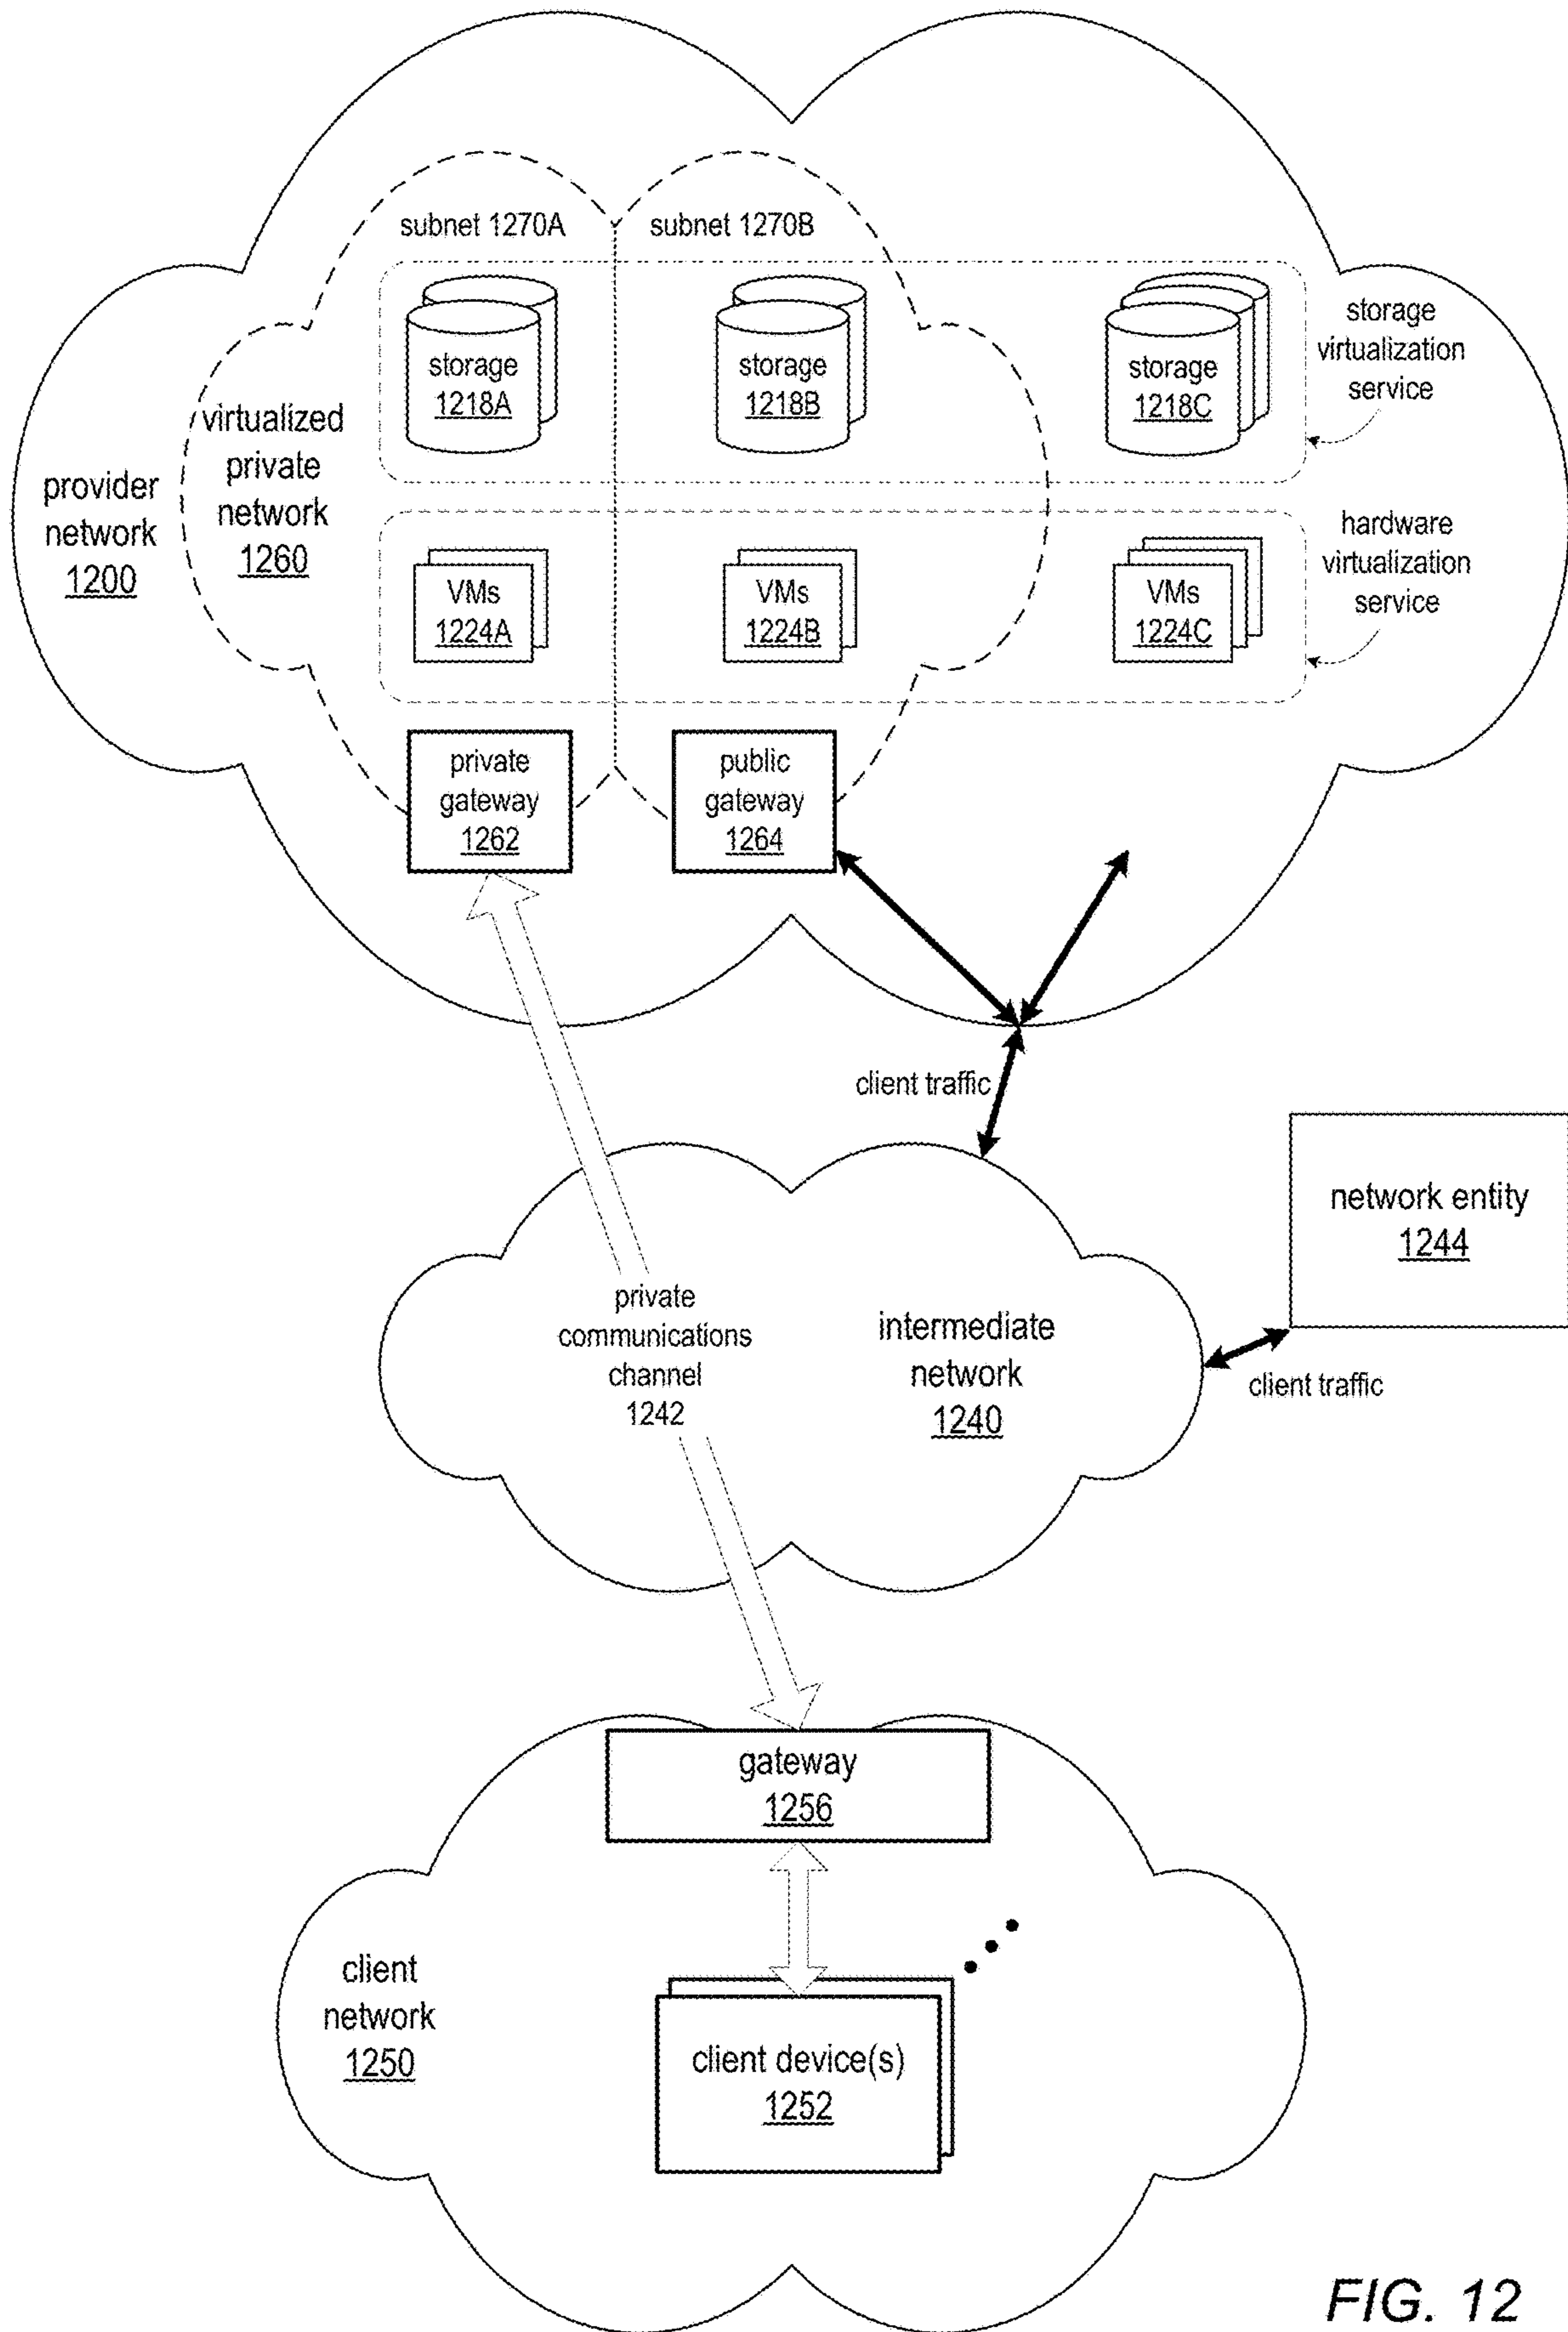 subnet 1270A
subnet 1270B
storage
1218A
storage
1218B
storage
1218C
storage
virtualization
service
virtualized
private
network
1260
provider
network
1200
VMs
1224A
VMs
1224B
VMs
1224C
hardware
virtualization
service
private
gateway
1262
public
gateway
1264
client traffic
network entity
1244
client traffic
private
communications
channel
1242
intermediate
network
1240
gateway
1256
client
network
1250
client device(s)
1252
FIG. 12